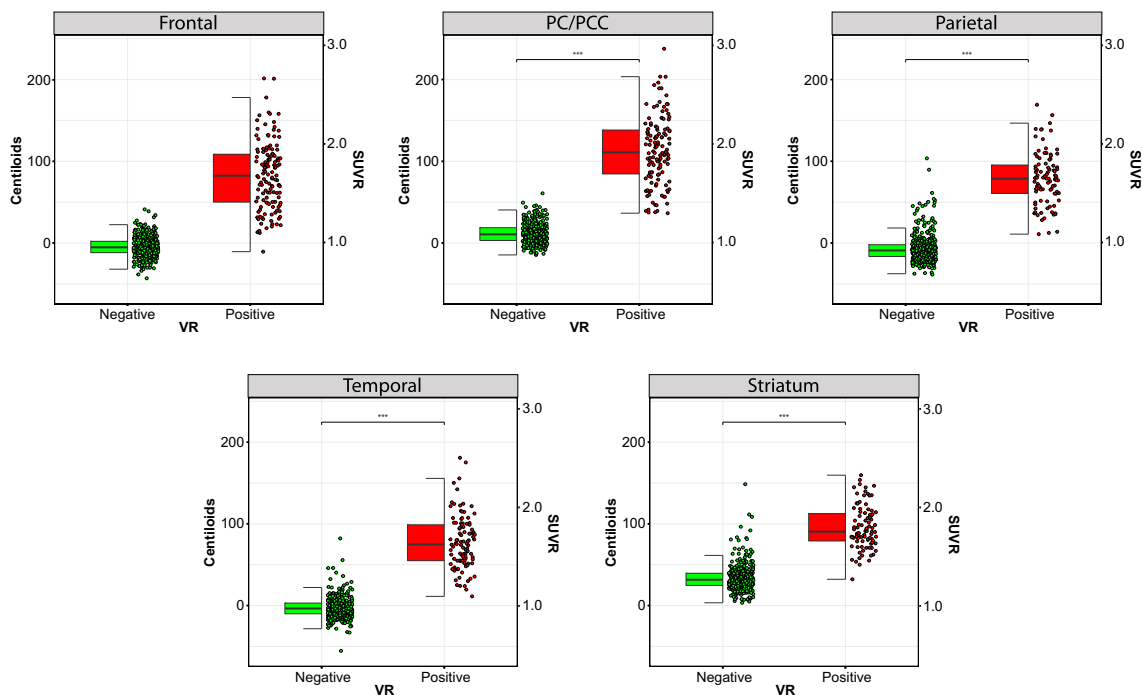 Frontal
200
100
0
Centiloids
3.0
2.0
1.0
SUVR
Negative
Positive
VR
PC/PCC
***
200
100
0
Centiloids
3.0
2.0
1.0
SUVR
Negative
Positive
VR
Parietal
***
200
100
0
Centiloids
3.0
2.0
1.0
SUVR
Negative
Positive
VR
Temporal
***
200
100
0
Centiloids
3.0
2.0
1.0
SUVR
Negative
Positive
VR
Striatum
***
200
100
0
Centiloids
3.0
2.0
1.0
SUVR
Negative
Positive
VR